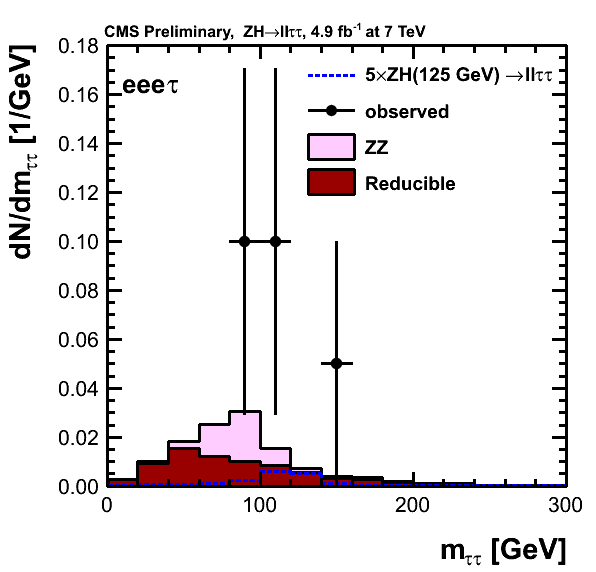 CMS Preliminary, ZH→llττ, 4.9 fb-1 at 7 TeV
dN/dmττ [1/GeV]
0.18
0.16
0.14
0.12
0.10
0.08
0.06
0.04
0.02
0.00
eeeτ
5×ZH(125 GeV) →llττ
observed
ZZ
Reducible
0 100 200 300
mττ [GeV]